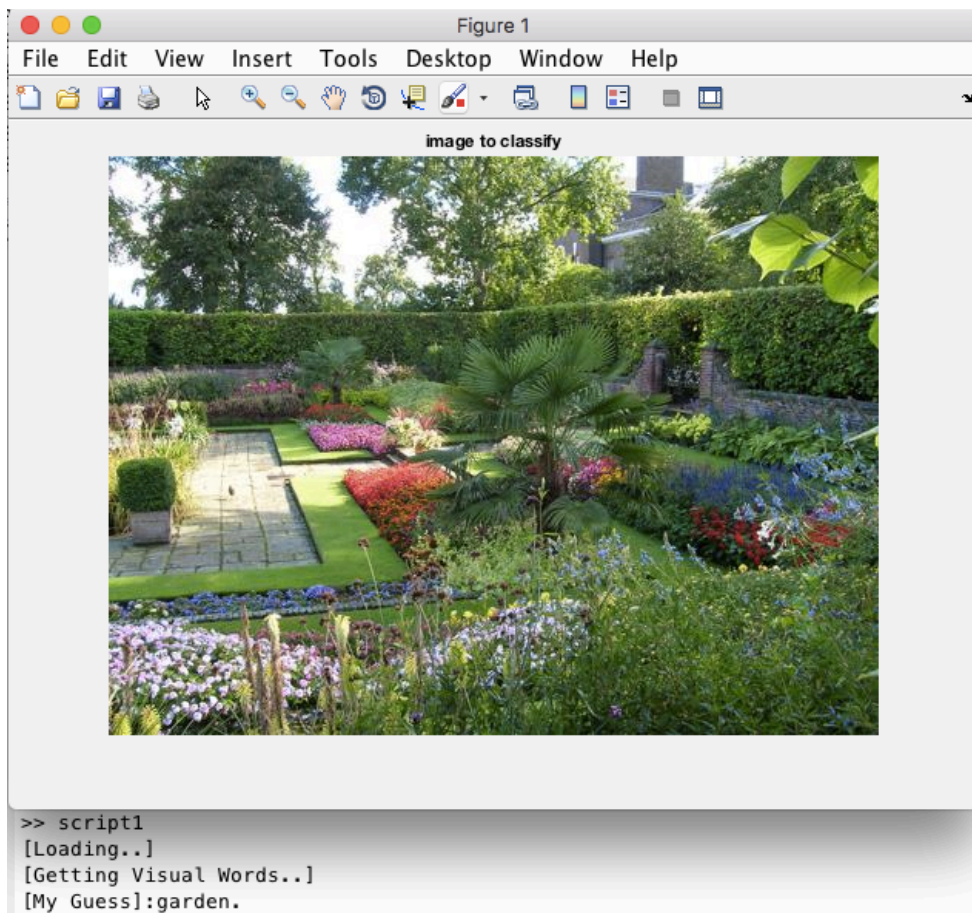 Figure 1
File Edit View Insert Tools Desktop Window Help
image to classify
>> script1
[Loading..]
[Getting Visual Words..]
[My Guess]:garden.